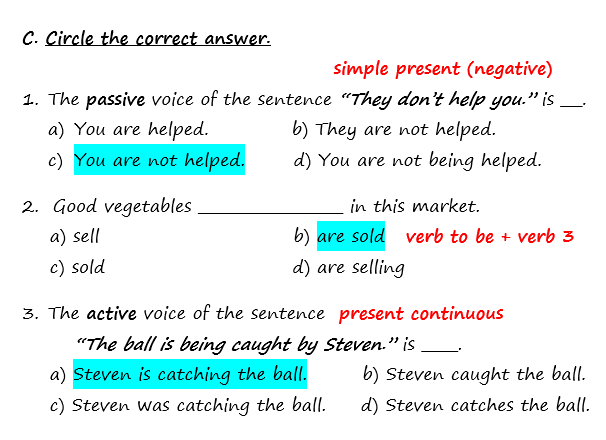 C. Circle the correct answer.
simple present (negative)
1. The passive voice of the sentence “They don’t help you.” is __.
a) You are helped. b) They are not helped.
c) You are not helped. d) You are not being helped.
2. Good vegetables ________________ in this market.
a) sell b) are sold verb to be + verb 3
c) sold d) are selling
3. The active voice of the sentence present continuous
“The ball is being caught by Steven.” is ____.
a) Steven is catching the ball. b) Steven caught the ball.
c) Steven was catching the ball. d) Steven catches the ball.